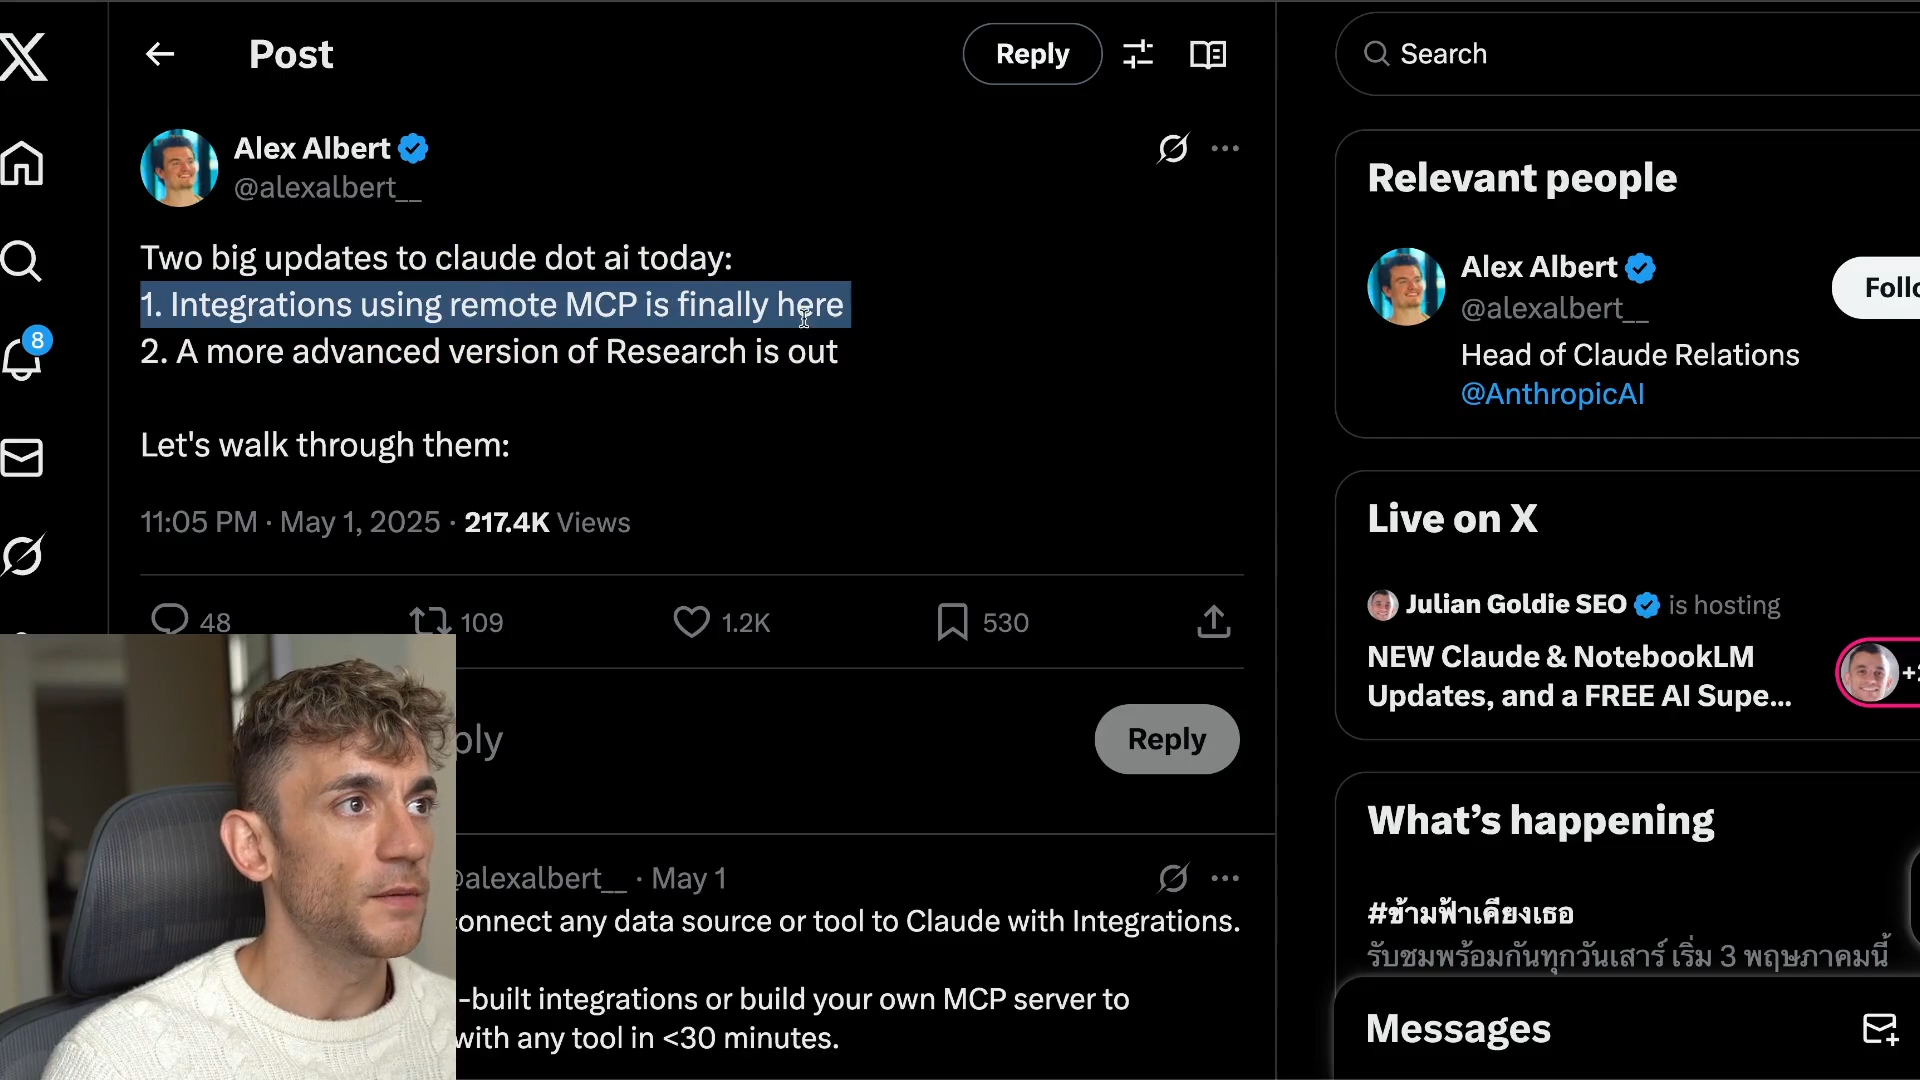 Post
Reply
Search
Alex Albert
@alexalbert__
Two big updates to claude dot ai today:
1. Integrations using remote MCP is finally here
2. A more advanced version of Research is out
Let's walk through them:
11:05 PM · May 1, 2025 · 217.4K Views
48
109
1.2K
530
8
Reply
@alexalbert__ · May 1
connect any data source or tool to Claude with Integrations.
-built integrations or build your own MCP server to
with any tool in <30 minutes.
Relevant people
Alex Albert
@alexalbert__
Head of Claude Relations
@AnthropicAI
Live on X
Julian Goldie SEO is hosting
NEW Claude & NotebookLM
Updates, and a FREE AI Supe...
What's happening
#ข้ามฟ้าเคียงเธอ
รับชมพร้อมกันทุกวันเสาร์ เริ่ม 3 พฤษภาคมนี้
Messages